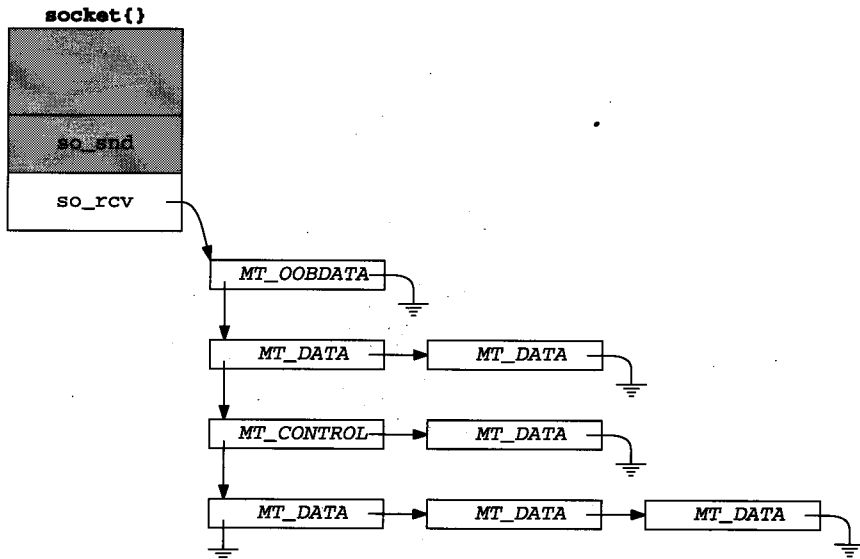 socket{}
so_snd
so_rcv
MT_OOBDATA
MT_DATA MT_DATA
MT_CONTROL MT_DATA
MT_DATA MT_DATA MT_DATA